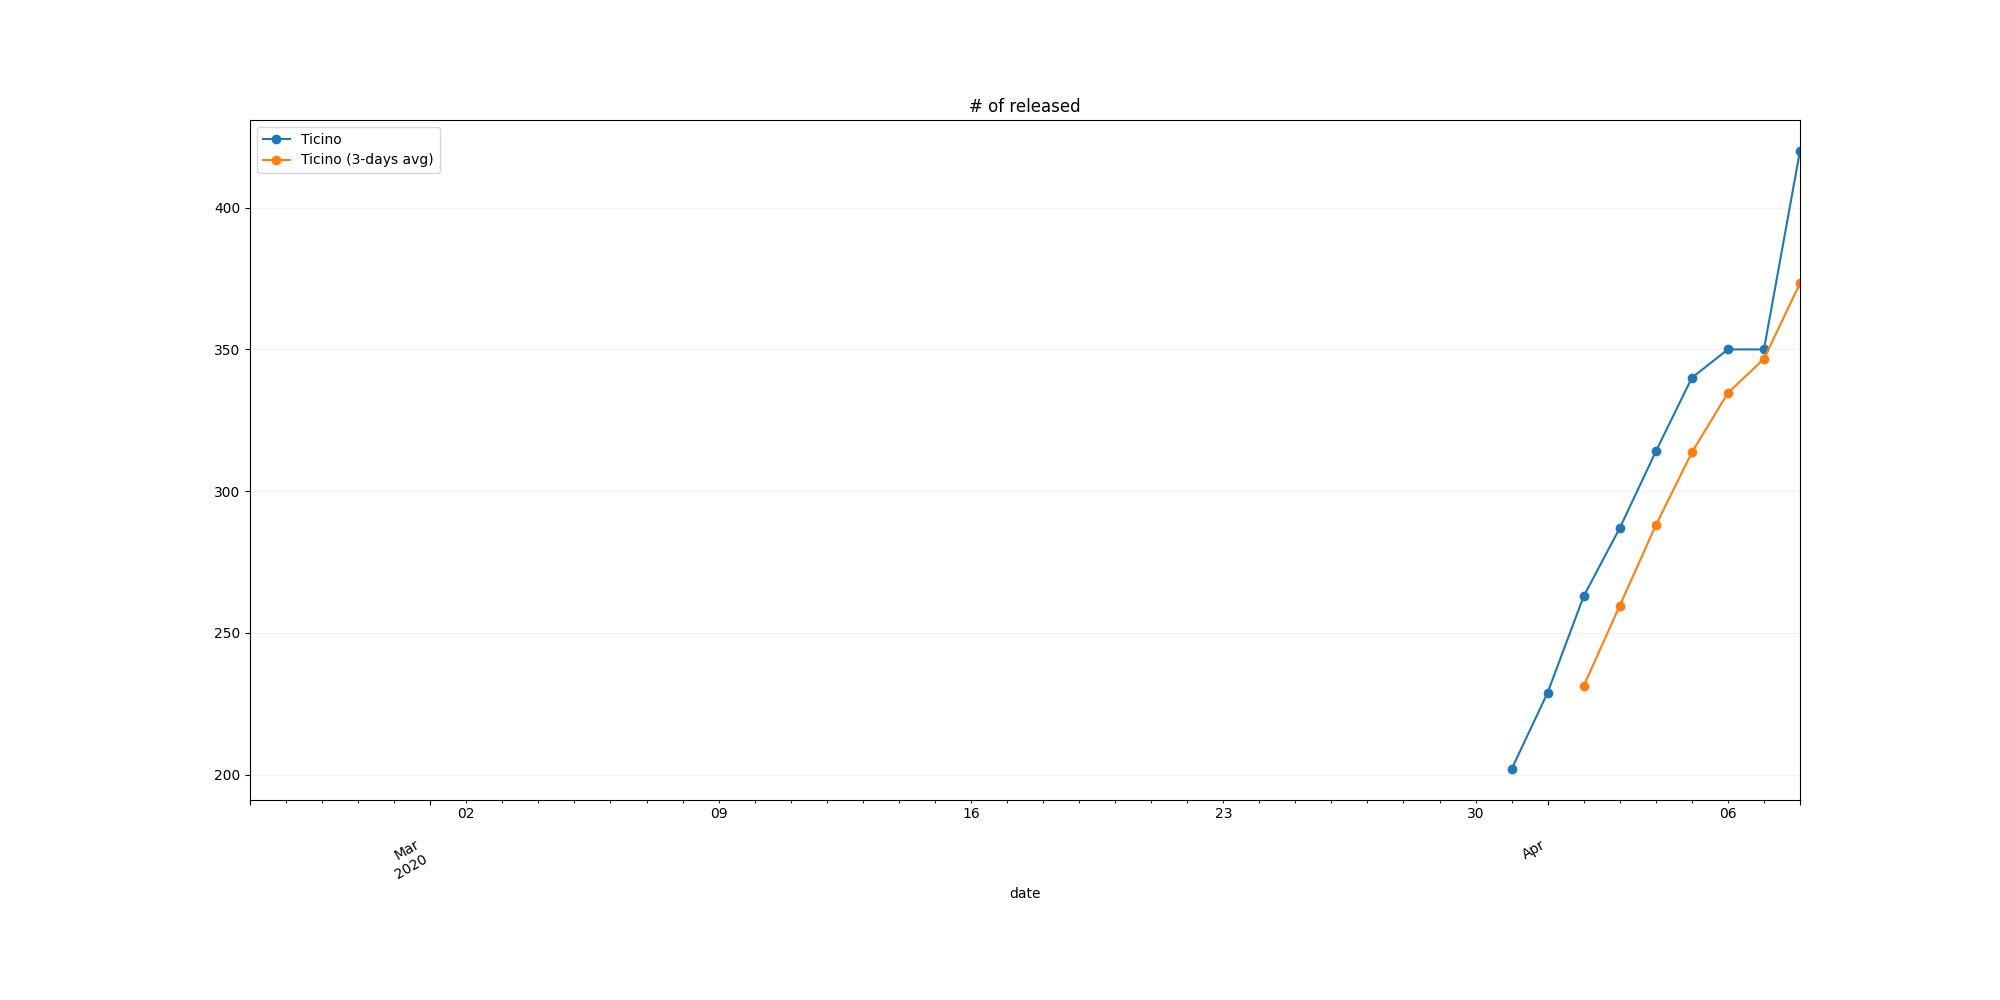 # of released
Ticino
Ticino (3-days avg)
400
350
300
250
200
02
09
16
23
30
06
Mar
2020
Apr
date